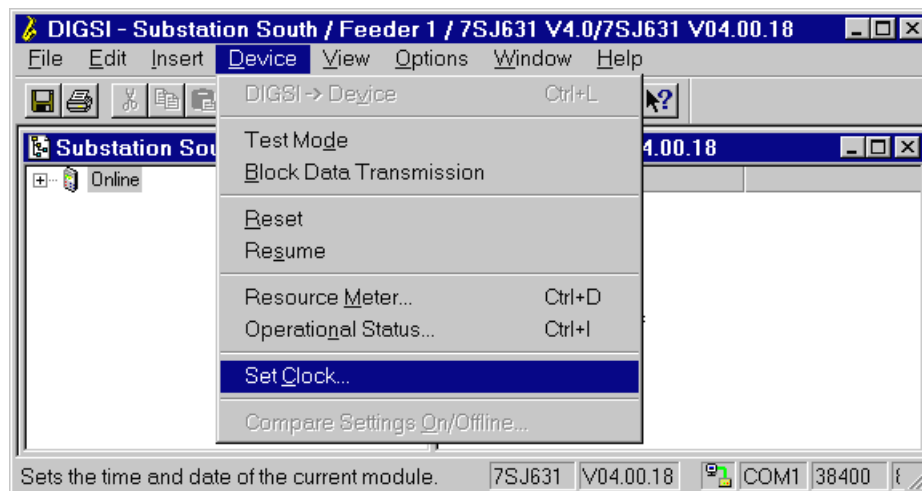 DIGSI - Substation South / Feeder 1 / 7SJ631 V4.0/7SJ631 V04.00.18
File Edit Insert Device View Options Window Help
DIGSI -> Device Ctrl+L
Substation Sou
4.00.18
Online
Test Mode
Block Data Transmission
Reset
Resume
Resource Meter... Ctrl+D
Operational Status... Ctrl+I
Set Clock...
Compare Settings On/Offline...
Sets the time and date of the current module. 7SJ631 V04.00.18 COM1 38400